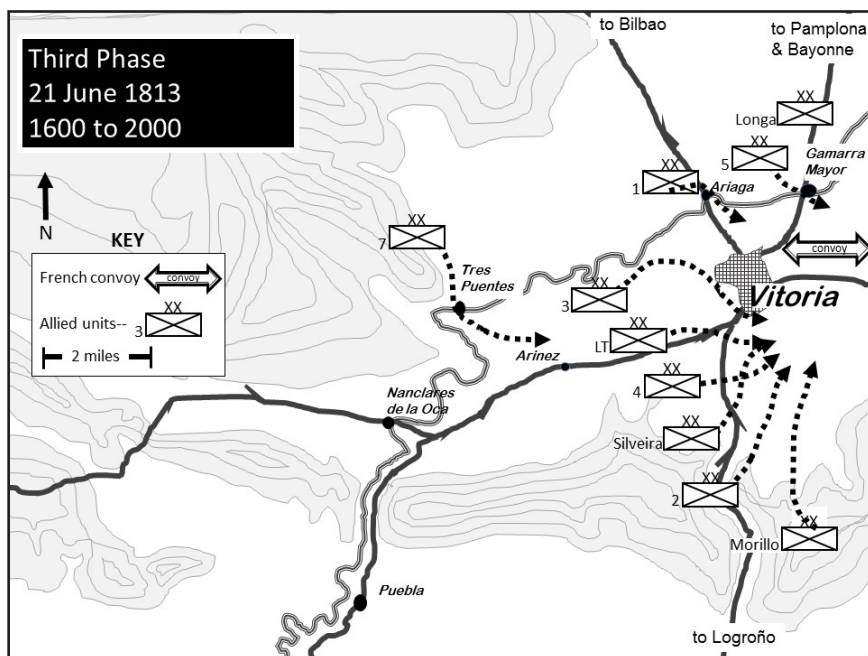 Third Phase
21 June 1813
1600 to 2000
N
KEY
French convoy
convoy
Allied units--
XX
3
2 miles
to Bilbao
to Pamplona
& Bayonne
XX
Longa
XX
5
Gamarra
Mayor
XX
1
Ariaga
XX
7
convoy
Tres
Puentes
XX
3
Vitoria
XX
LT
Arinez
XX
4
Nanclares
de la Oca
XX
Silveira
XX
2
XX
Morillo
Puebla
to Logroño